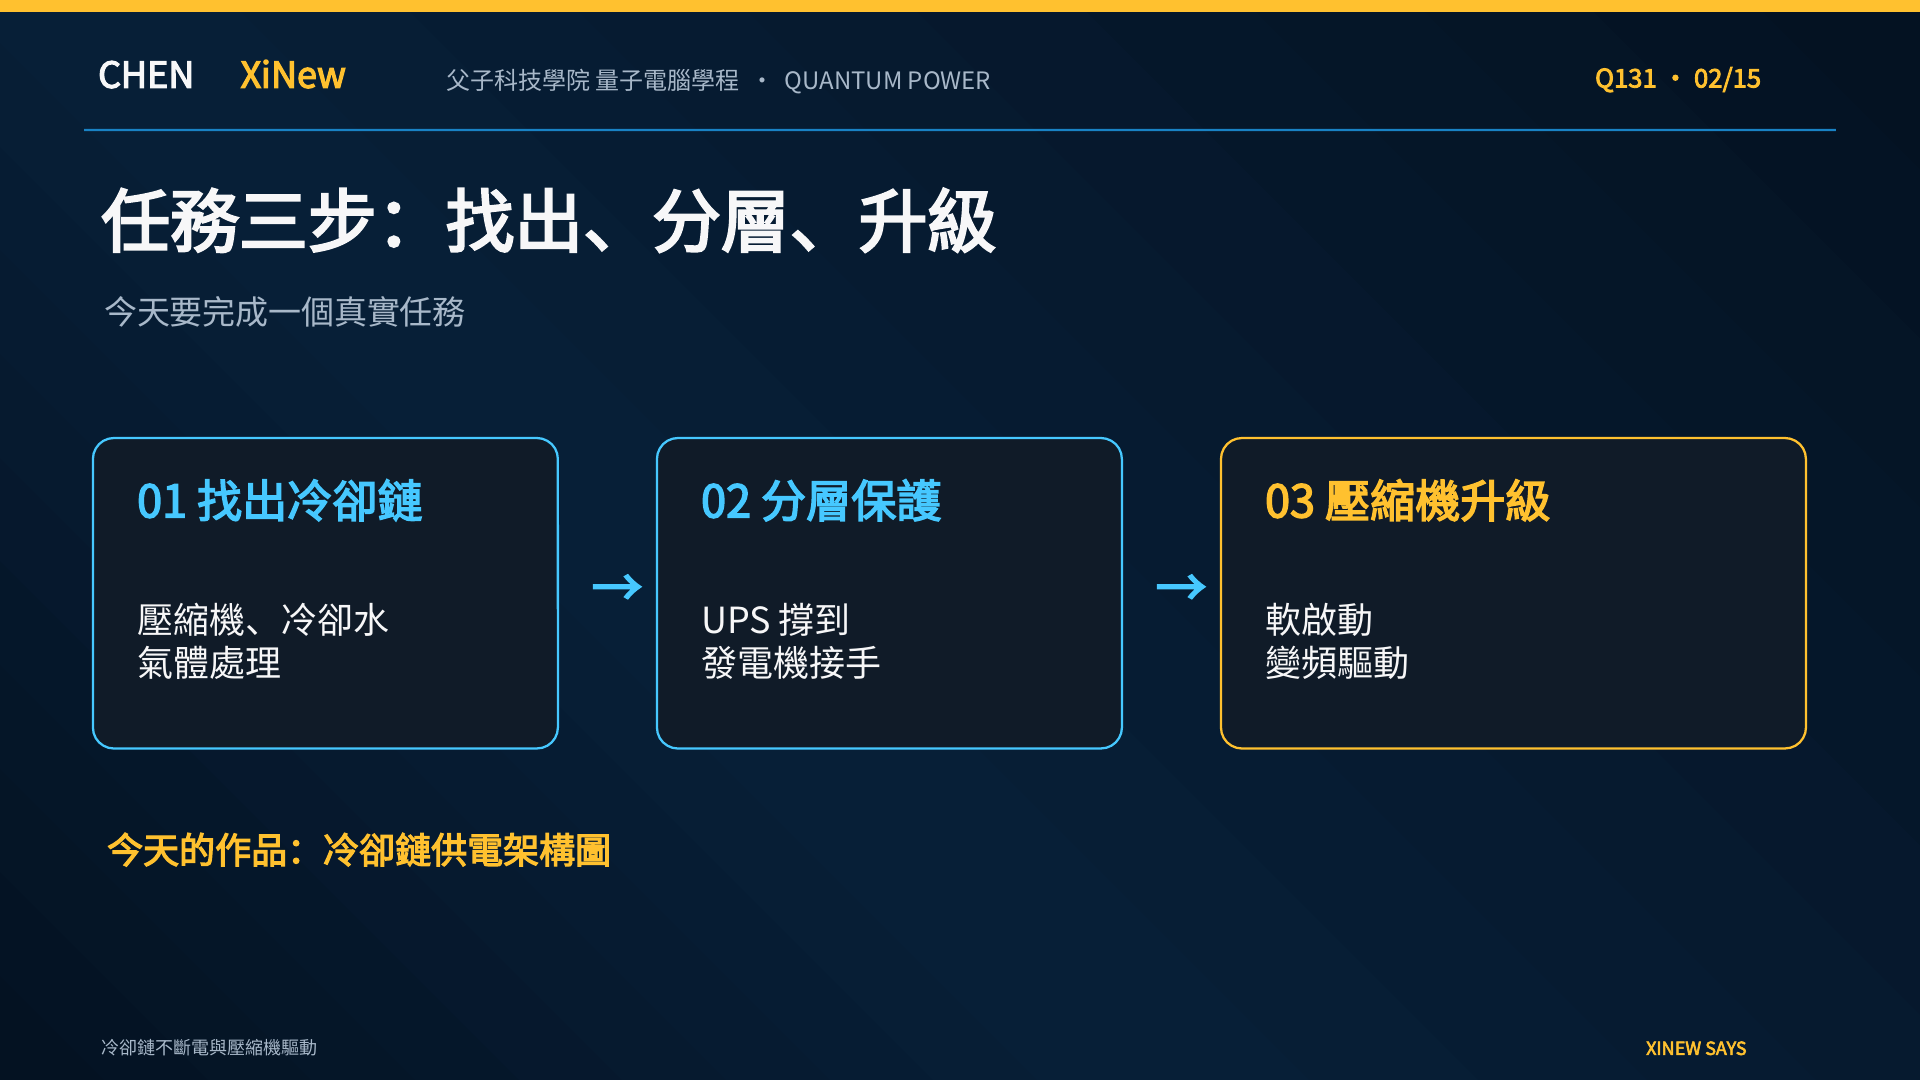 CHEN XiNew 父子科技學院 量子電腦學程 • QUANTUM POWER Q131 • 02/15
任務三步：找出、分層、升級
今天要完成一個真實任務
01 找出冷卻鏈
壓縮機、冷卻水
氣體處理
→
02 分層保護
UPS 撐到
發電機接手
→
03 壓縮機升級
軟啟動
變頻驅動
今天的作品：冷卻鏈供電架構圖
冷卻鏈不斷電與壓縮機驅動 XINEW SAYS